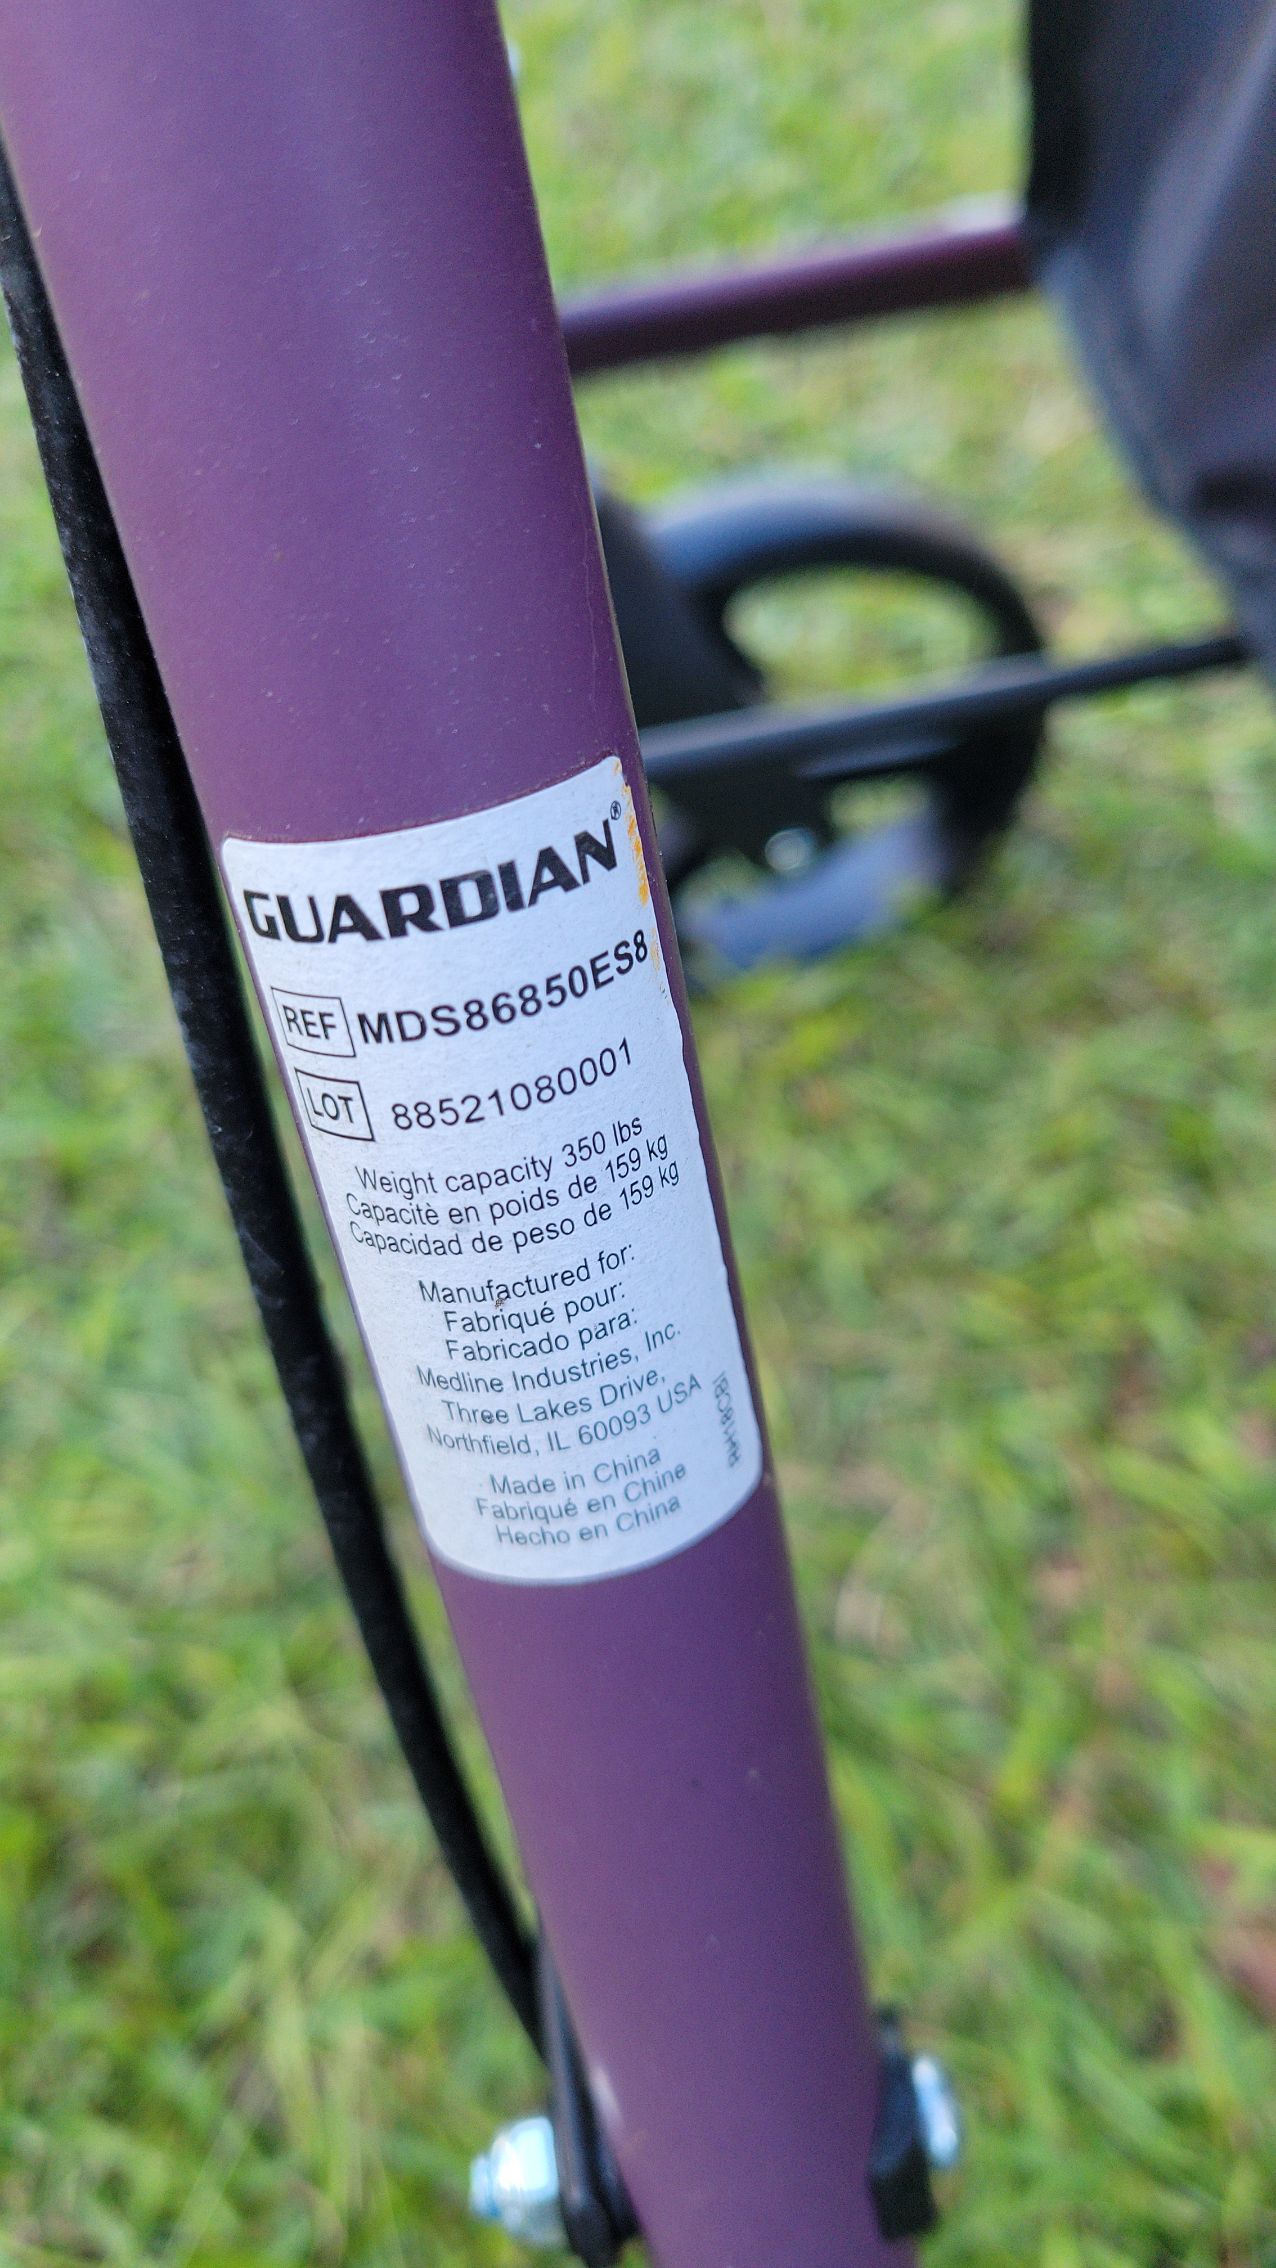 GUARDIAN®
REF MDS86850ES8
LOT 88521080001
Weight capacity 350 lbs
Capacitè en poids de 159 kg
Capacidad de peso de 159 kg
Manufactured for:
Fabriqué pour:
Fabricado para:
Medline Industries, Inc.
Three Lakes Drive,
Northfield, IL 60093 USA
Made in China
Fabriqué en Chine
Hecho en China